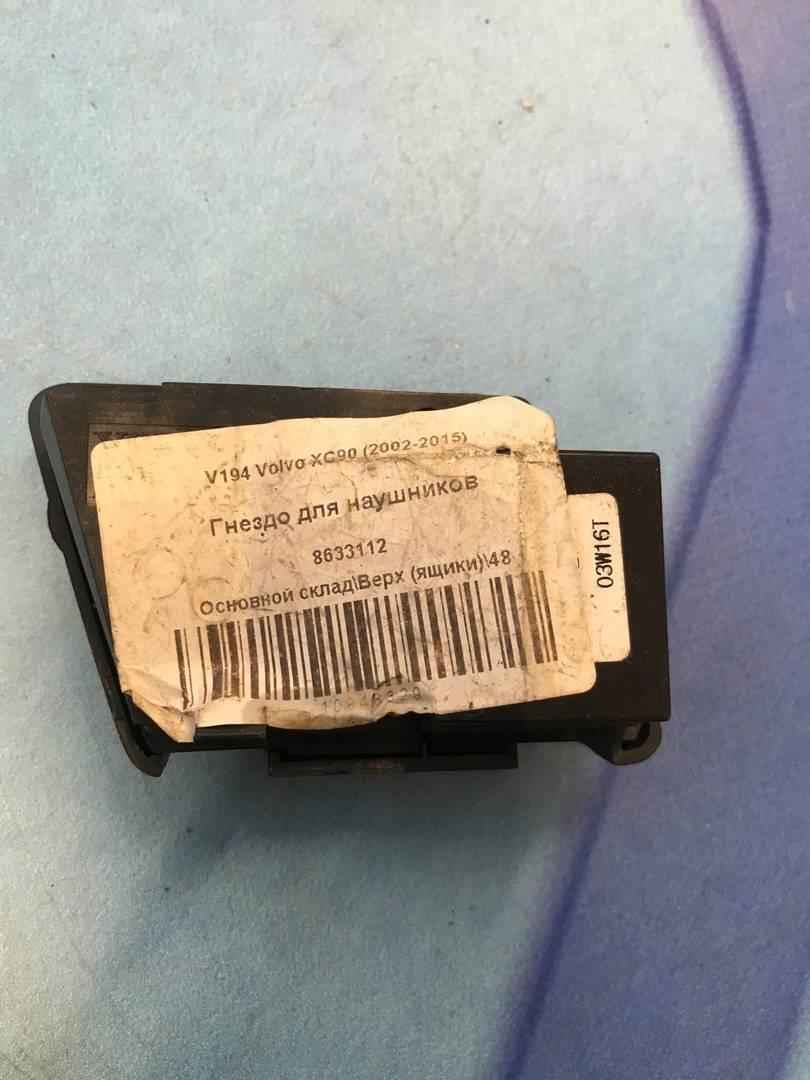 V194 Volvo XC90 (2002-2015)
Гнездо для наушников
8633112
Основной склад\Верх (ящики)\48
03W16T